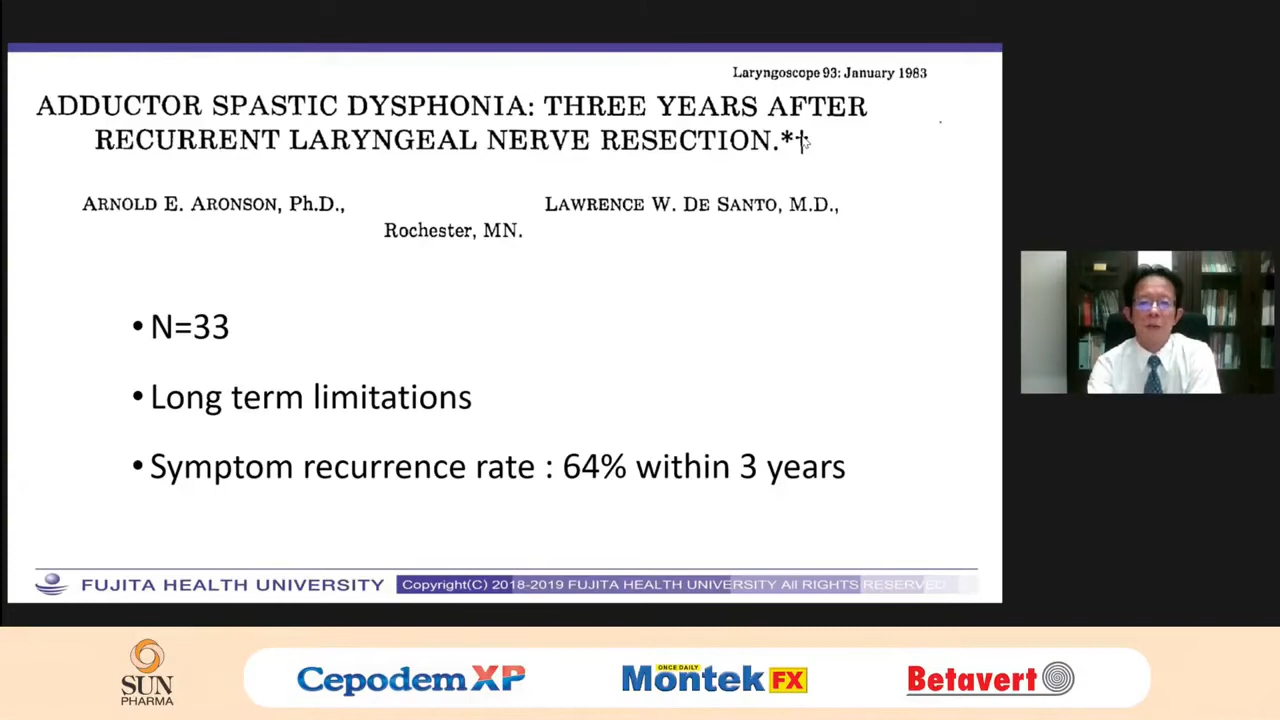 Laryngoscope 93: January 1983
ADDUCTOR SPASTIC DYSPHONIA: THREE YEARS AFTER
RECURRENT LARYNGEAL NERVE RESECTION.*†
ARNOLD E. ARONSON, Ph.D., LAWRENCE W. DE SANTO, M.D.,
Rochester, MN.
• N=33
• Long term limitations
• Symptom recurrence rate : 64% within 3 years
FUJITA HEALTH UNIVERSITY Copyright(C) 2018-2019 FUJITA HEALTH UNIVERSITY All RIGHTS RESERVED
SUN
PHARMA
Cepodem XP
ONCE DAILY
Montek FX
Betavert